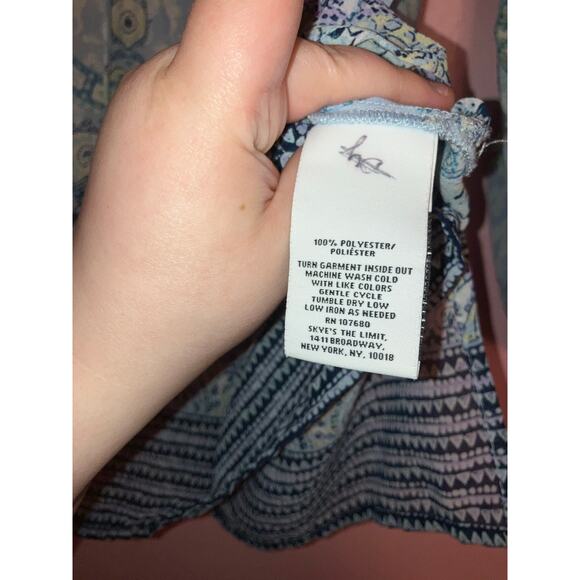 100% POLYESTER/
POLIÉSTER
TURN GARMENT INSIDE OUT
MACHINE WASH COLD
WITH LIKE COLORS
GENTLE CYCLE
TUMBLE DRY LOW
LOW IRON AS NEEDED
RN 107680
SKYE'S THE LIMIT,
1411 BROADWAY,
NEW YORK, NY, 10018